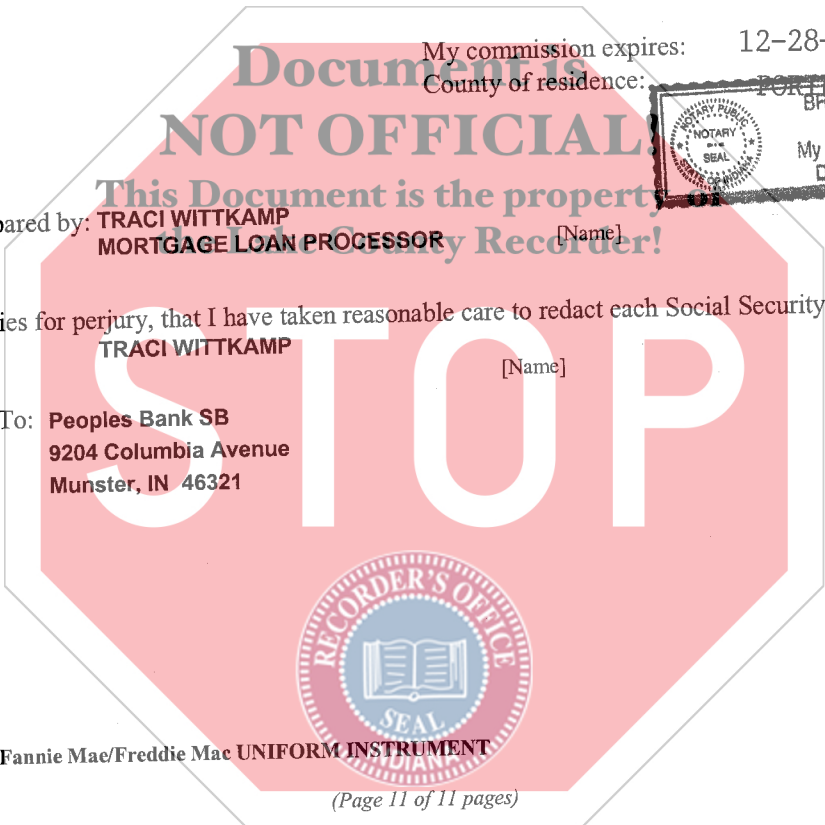 My commission expires: 12-28-
County of residence:
Document is
NOT OFFICIAL!
This Document is the property of
the Lake County Recorder!
NOTARY PUBLIC
NOTARY
SEAL
STATE OF INDIANA
My
pared by: TRACI WITTKAMP
MORTGAGE LOAN PROCESSOR [Name]
ies for perjury, that I have taken reasonable care to redact each Social Security
TRACI WITTKAMP
[Name]
STOP
To: Peoples Bank SB
9204 Columbia Avenue
Munster, IN 46321
RECORDER'S OFFICE
SEAL
INDIANA
Fannie Mae/Freddie Mac UNIFORM INSTRUMENT
(Page 11 of 11 pages)